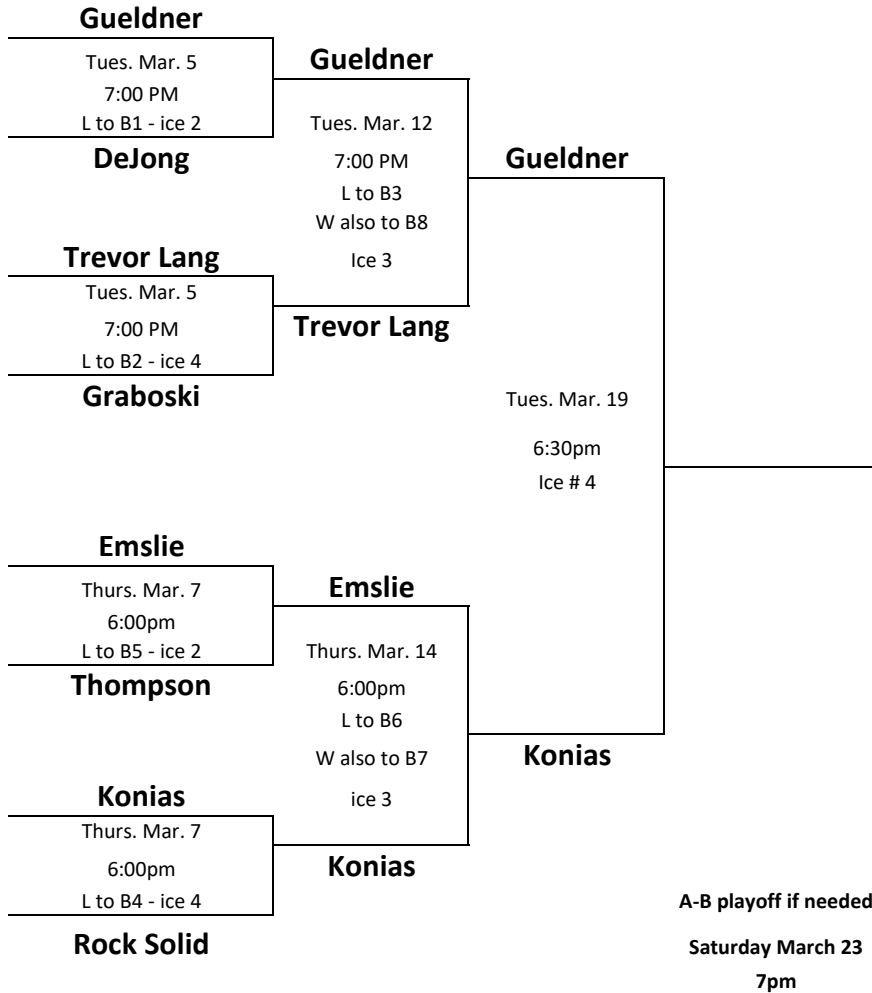 Gueldner
Tues. Mar. 5
7:00 PM
L to B1 - ice 2
DeJong
Trevor Lang
Tues. Mar. 5
7:00 PM
L to B2 - ice 4
Graboski
Emslie
Thurs. Mar. 7
6:00pm
L to B5 - ice 2
Thompson
Konias
Thurs. Mar. 7
6:00pm
L to B4 - ice 4
Rock Solid
Gueldner
Tues. Mar. 12
7:00 PM
L to B3
W also to B8
Ice 3
Trevor Lang
Emslie
Thurs. Mar. 14
6:00pm
L to B6
W also to B7
ice 3
Konias
Gueldner
Tues. Mar. 19
6:30pm
Ice # 4
Konias
A-B playoff if needed
Saturday March 23
7pm